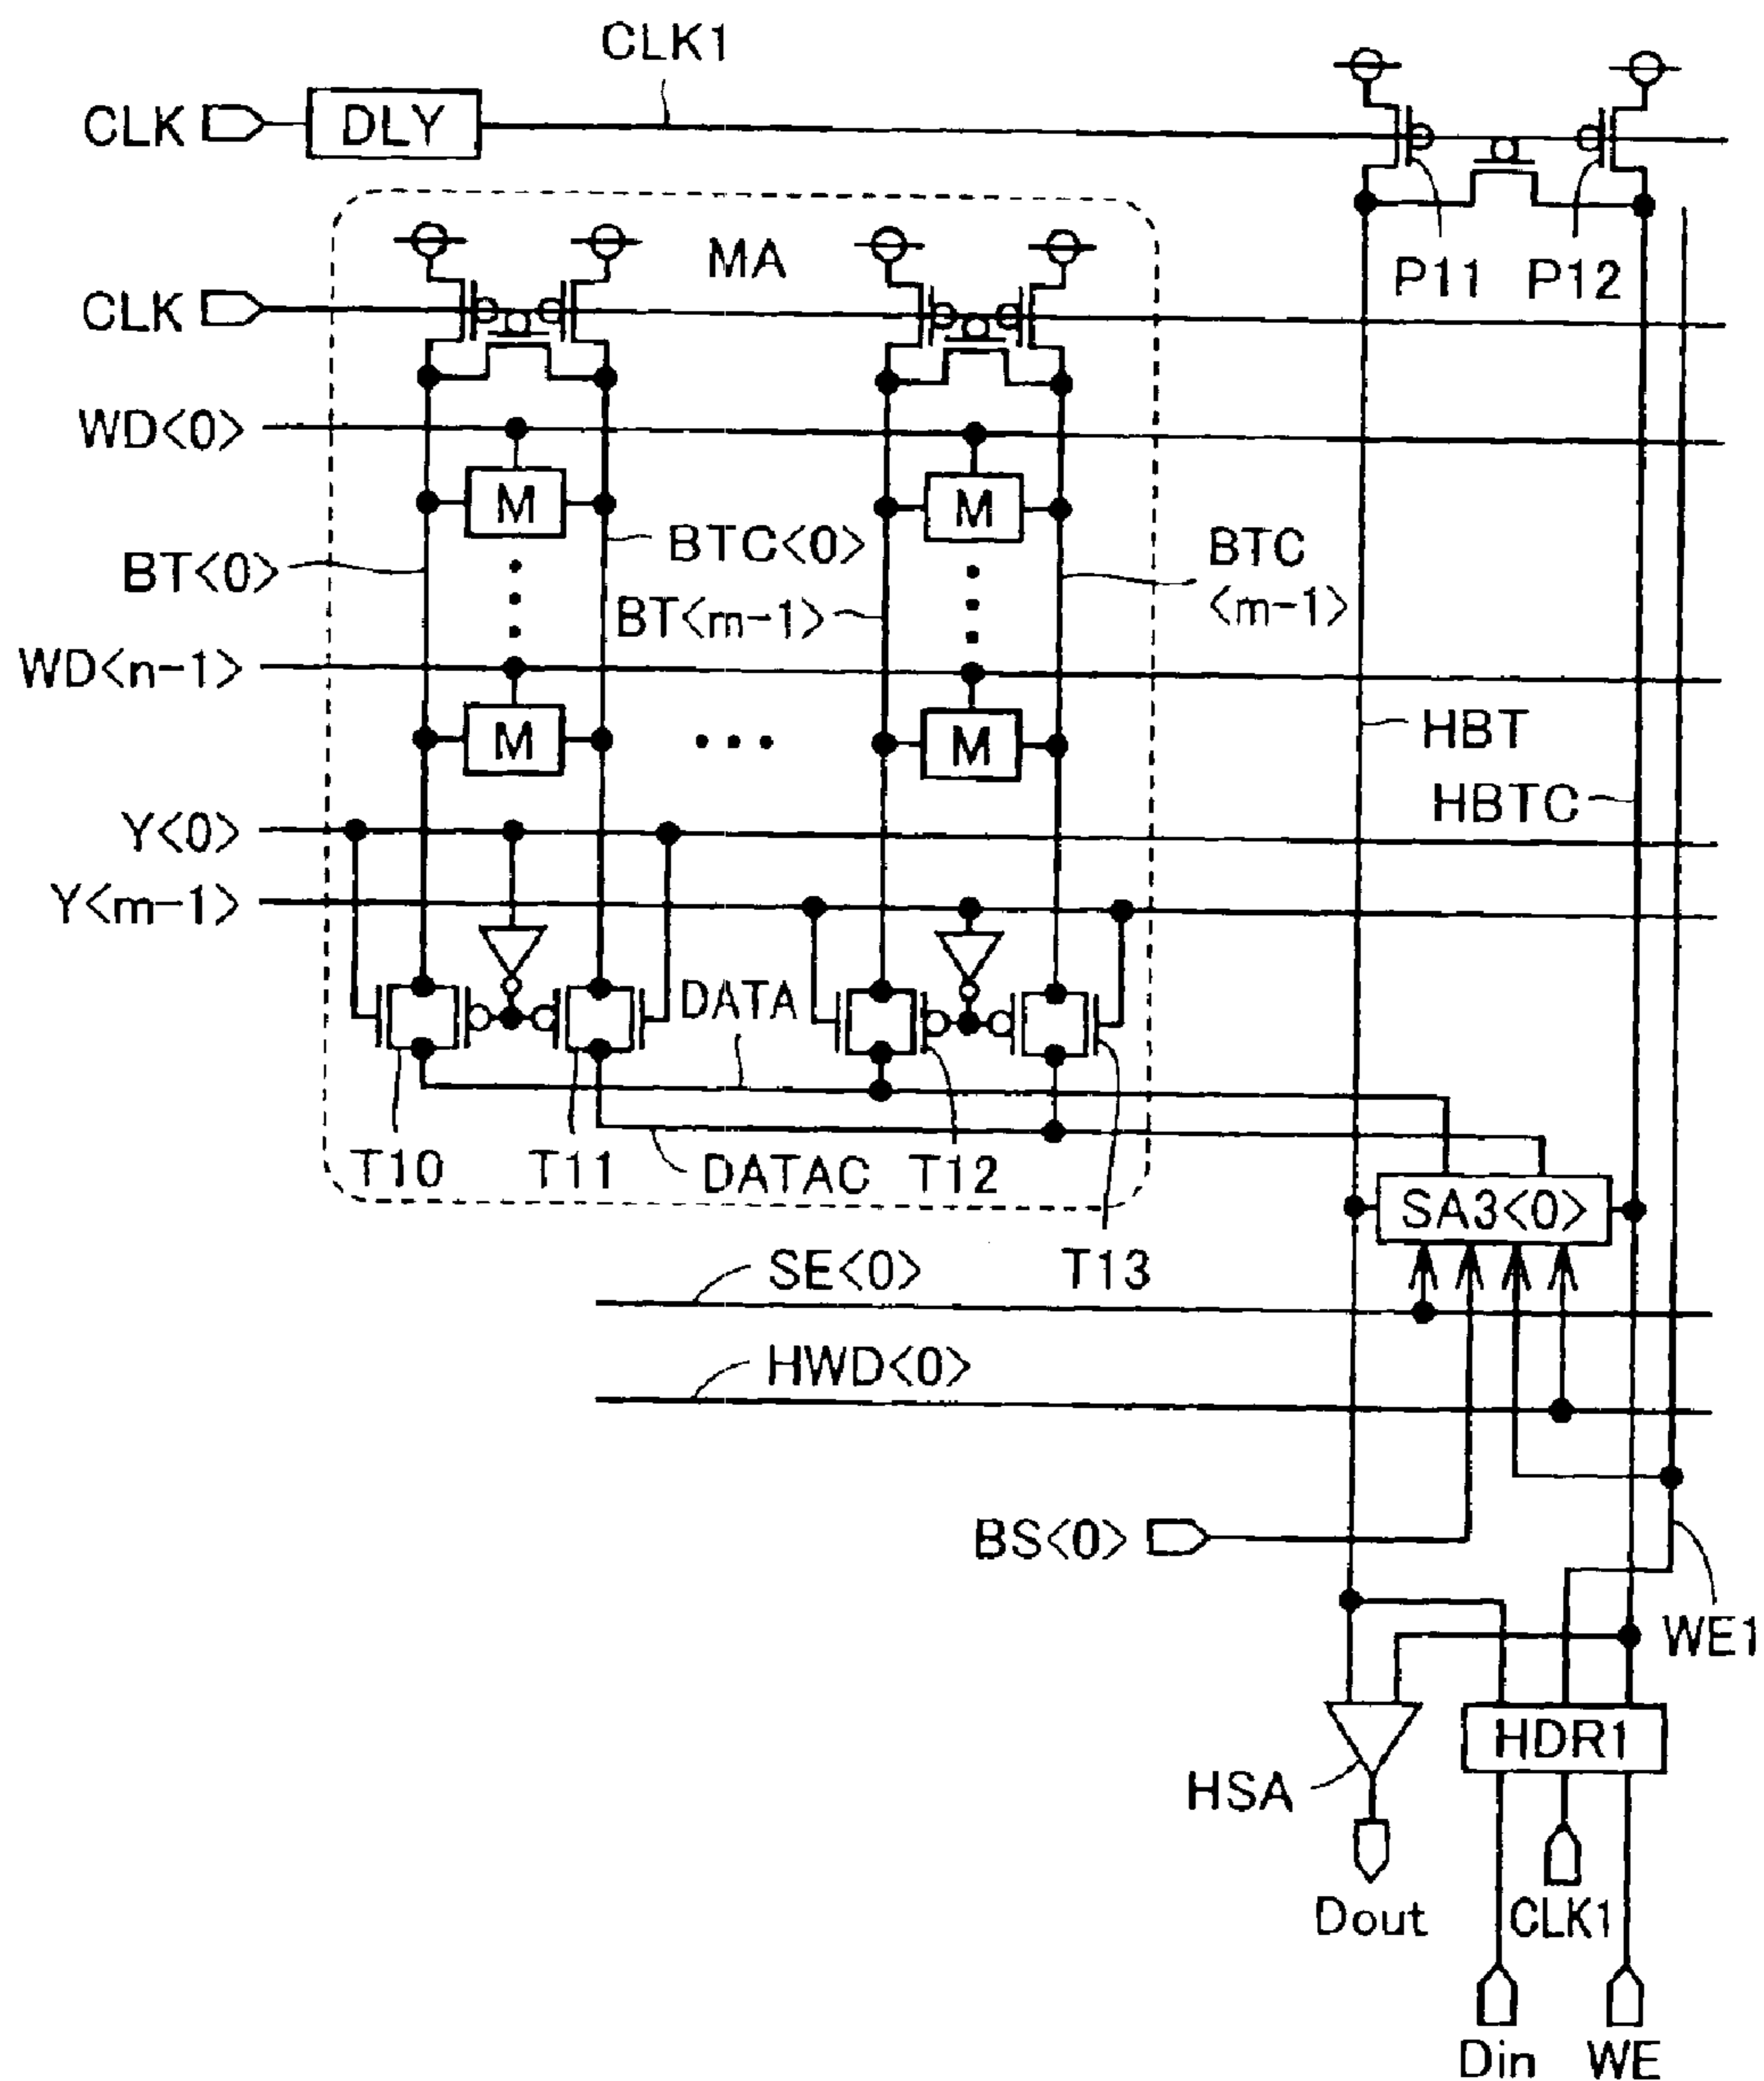 CLK1
CLK
DLY
P11
P12
MA
CLK
WD<0>
M
M
BT<0>
BTC<0>
BT<m-1>
BTC
<m-1>
WD<n-1>
M
M
HBT
HBTC
Y<0>
Y<m-1>
DATA
T10
T11
DATAC
T12
T13
SA3<0>
SE<0>
HWD<0>
BS<0>
WE1
HSA
HDR1
Dout
CLK1
Din
WE